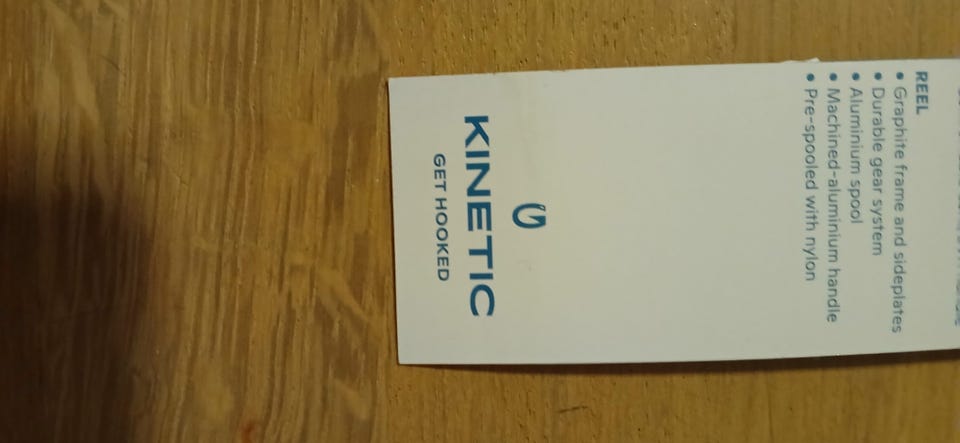 REEL
• Graphite frame and sideplates
• Durable gear system
• Aluminium spool
• Machined-aluminium handle
• Pre-spooled with nylon
KINETIC
GET HOOKED